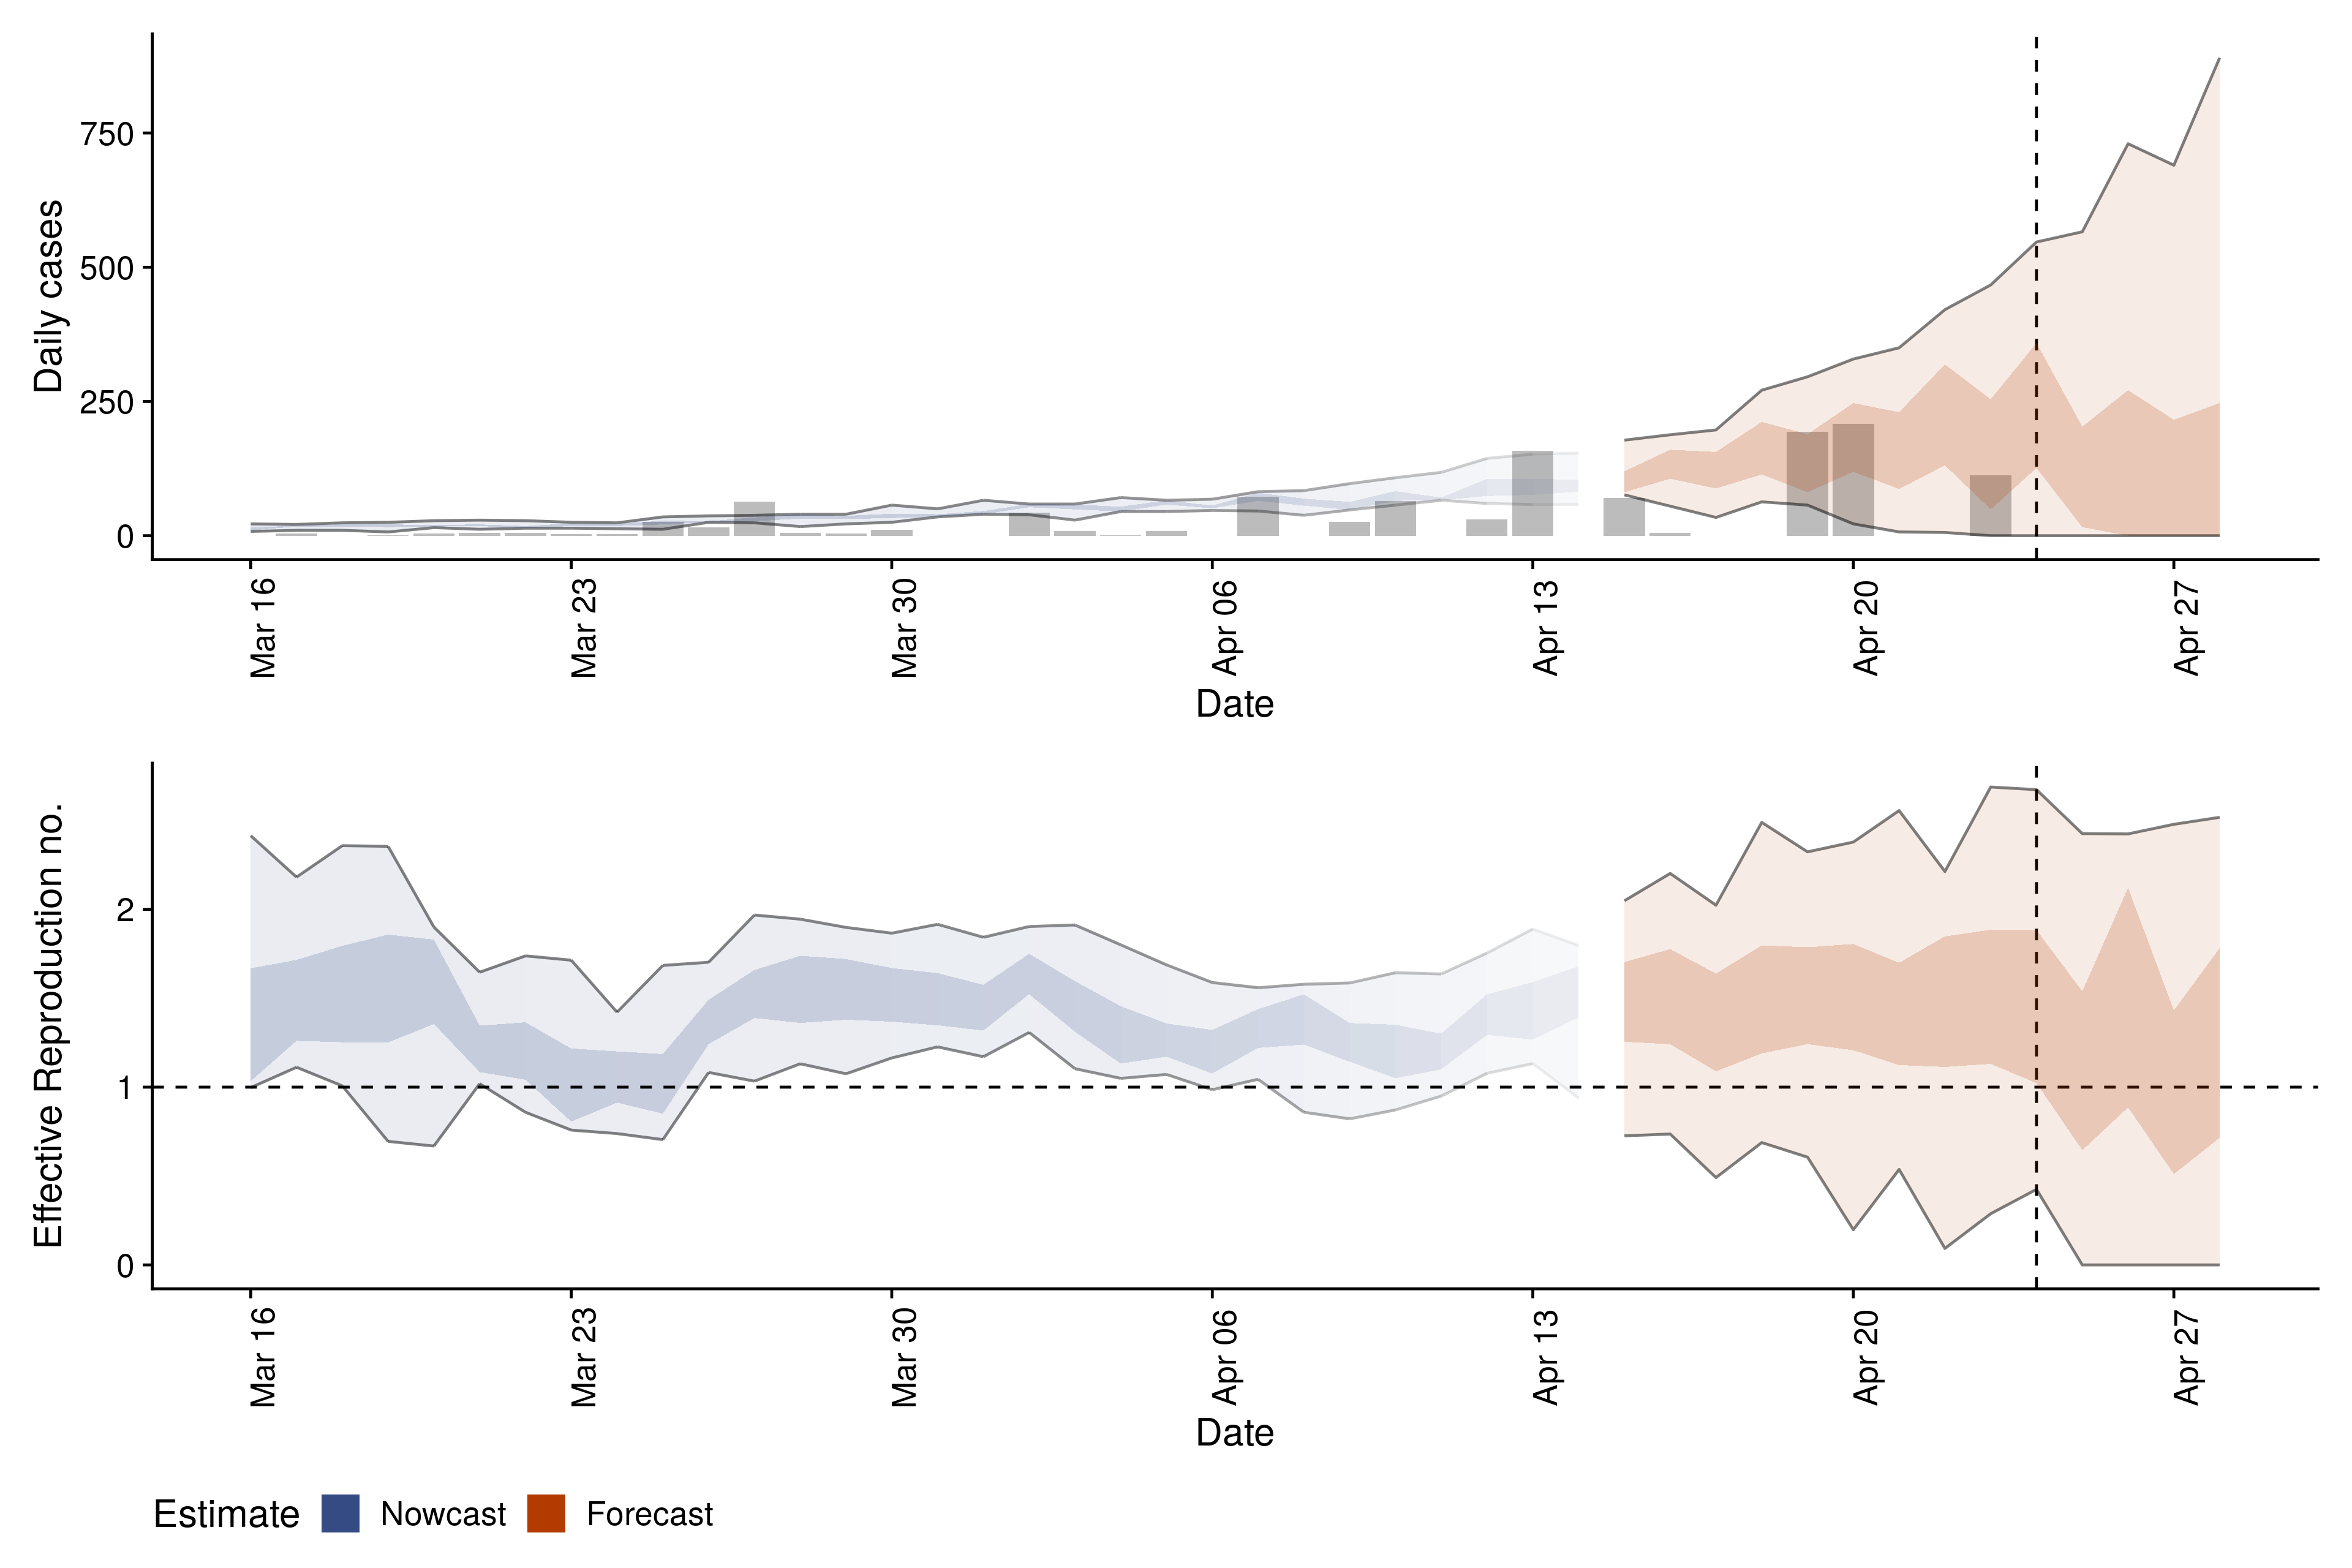 Daily cases
750
500
250
0
Mar 16
Mar 23
Mar 30
Apr 06
Apr 13
Apr 20
Apr 27
Date
Effective Reproduction no.
2
1
0
Mar 16
Mar 23
Mar 30
Apr 06
Apr 13
Apr 20
Apr 27
Date
Estimate Nowcast Forecast